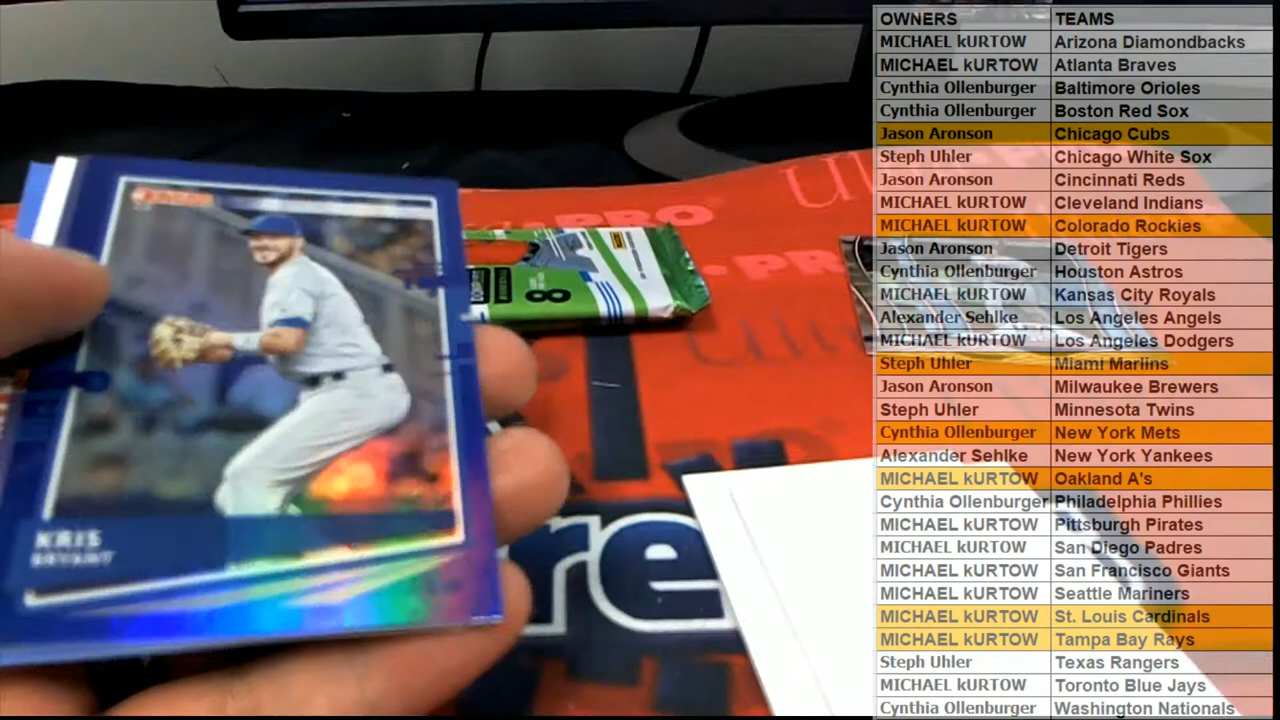 OWNERS TEAMS
MICHAEL kURTOW Arizona Diamondbacks
MICHAEL kURTOW Atlanta Braves
Cynthia Ollenburger Baltimore Orioles
Cynthia Ollenburger Boston Red Sox
Jason Aronson Chicago Cubs
Steph Uhler Chicago White Sox
Jason Aronson Cincinnati Reds
MICHAEL kURTOW Cleveland Indians
MICHAEL kURTOW Colorado Rockies
Jason Aronson Detroit Tigers
Cynthia Ollenburger Houston Astros
MICHAEL kURTOW Kansas City Royals
Alexander Sehlke Los Angeles Angels
MICHAEL kURTOW Los Angeles Dodgers
Steph Uhler Miami Marlins
Jason Aronson Milwaukee Brewers
Steph Uhler Minnesota Twins
Cynthia Ollenburger New York Mets
Alexander Sehlke New York Yankees
MICHAEL kURTOW Oakland A's
Cynthia Ollenburger Philadelphia Phillies
MICHAEL kURTOW Pittsburgh Pirates
MICHAEL kURTOW San Diego Padres
MICHAEL kURTOW San Francisco Giants
MICHAEL kURTOW Seattle Mariners
MICHAEL kURTOW St. Louis Cardinals
MICHAEL kURTOW Tampa Bay Rays
Steph Uhler Texas Rangers
MICHAEL kURTOW Toronto Blue Jays
Cynthia Ollenburger Washington Nationals
KRIS
BRYANT
8
PRO
PR
re